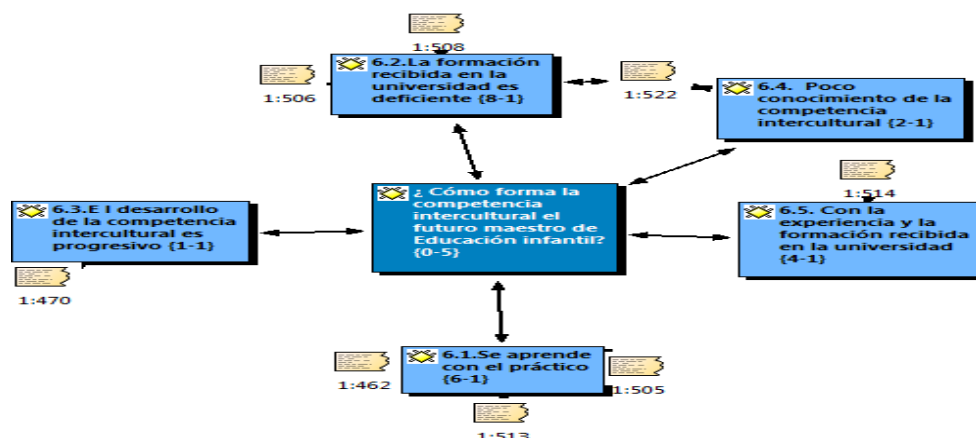 1:508
6.2.La formación
recibida en la
universidad es
deficiente {8-1}
1:506
1:522
6.4. Poco
conocimiento de la
competencia
intercultural {2-1}
1:514
¿ Cómo forma la
competencia
intercultural el
futuro maestro de
Educación infantil?
{0-5}
6.3.E l desarrollo
de la competencia
intercultural es
progresivo {1-1}
1:470
6.5. Con la
experiencia y la
formación recibida
en la universidad
{4-1}
6.1.Se aprende
con el práctico
{6-1}
1:462
1:505
1:513